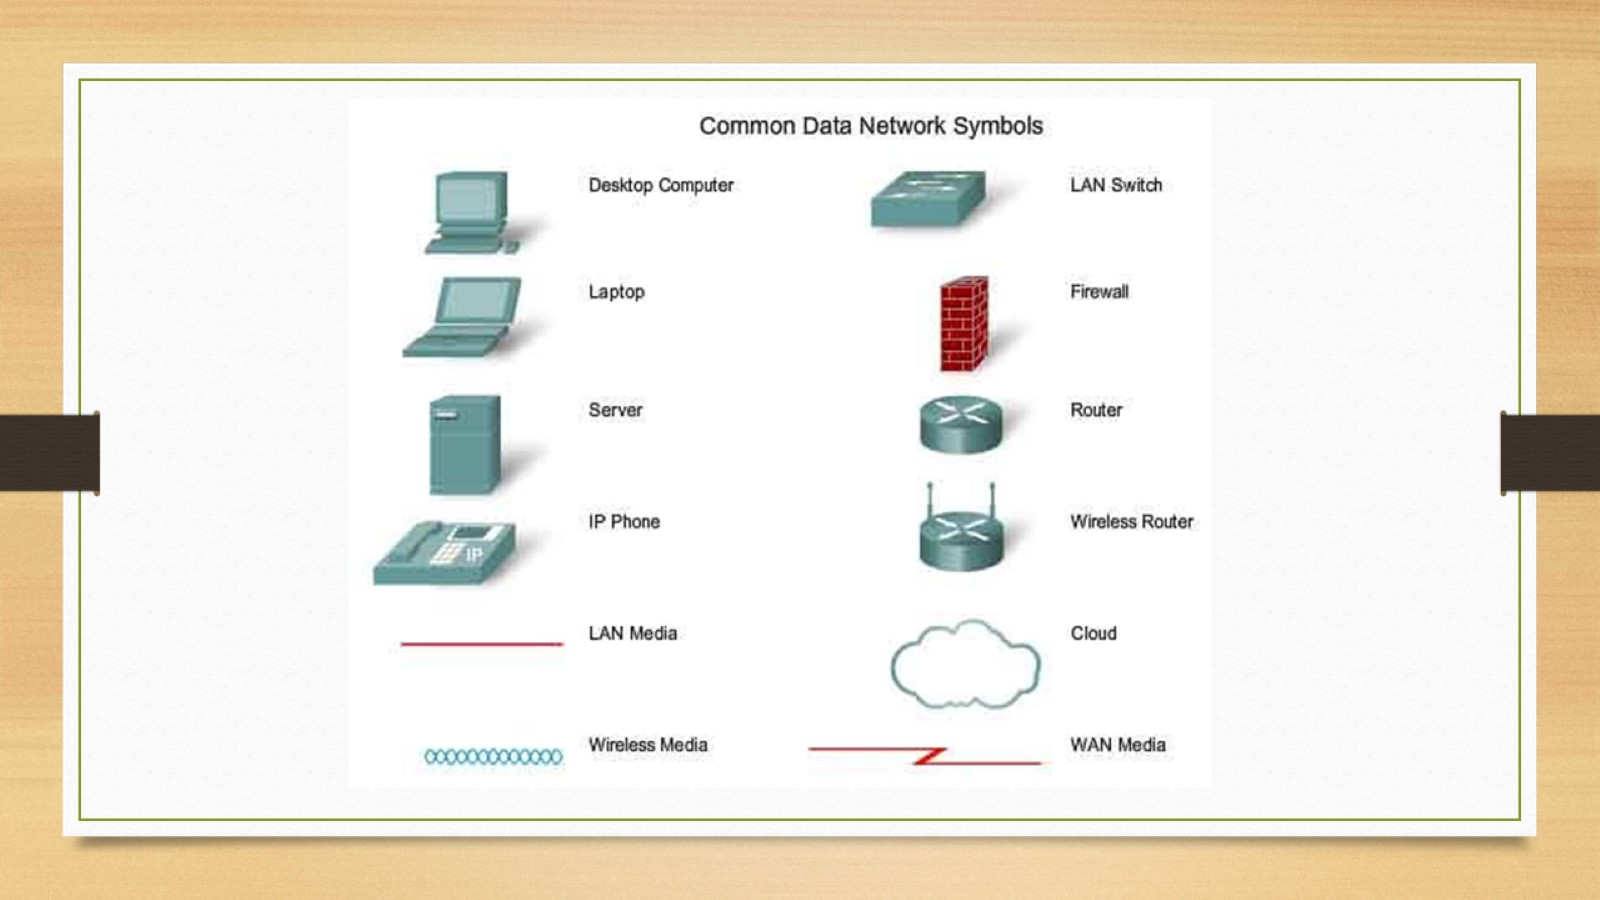 Common Data Network Symbols
Desktop Computer
LAN Switch
Laptop
Firewall
Server
Router
IP Phone
IP
Wireless Router
LAN Media
Cloud
Wireless Media
WAN Media